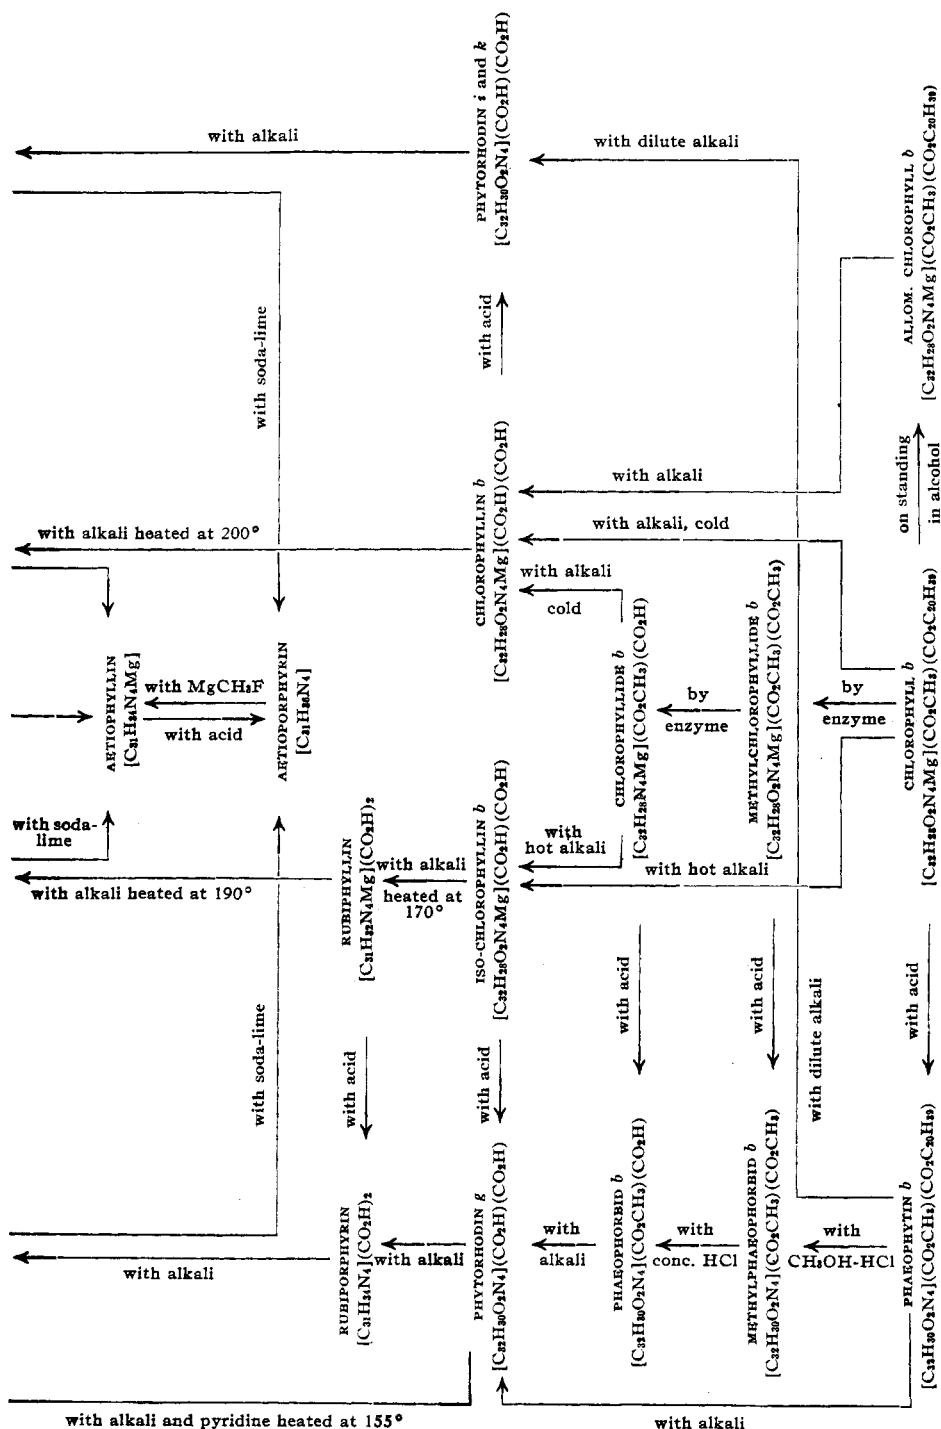 with alkali
PHYTORHODIN i and k
[C32H30O2N4](CO2H)(CO2H)
with dilute alkali
ALLOM. CHLOROPHYLL b
[C32H28O2N4Mg](CO2CH3)(CO2C20H39)
with soda-lime
with acid
with alkali
on standing
in alcohol
with alkali heated at 200°
CHLOROPHYLLIN b
[C32H28O2N4Mg](CO2H)(CO2H)
with alkali, cold
with alkali
cold
AETIOPHYLLIN
[C31H34N4Mg]
with MgCH3F
with acid
AETIOPORPHYRIN
[C31H36N4]
CHLOROPHYLLIDE b
[C32H28N4Mg](CO2CH3)(CO2H)
by
enzyme
METHYLCHLOROPHYLLIDE b
[C32H28O2N4Mg](CO2CH3)(CO2CH3)
by
enzyme
CHLOROPHYLL b
[C32H28O2N4Mg](CO2CH3)(CO2C20H39)
with soda-
lime
with alkali heated at 190°
RUBIPHYLLIN
[C31H32N4Mg](CO2H)2
with alkali
heated at
170°
ISO-CHLOROPHYLLIN b
[C32H28O2N4Mg](CO2H)(CO2H)
with
hot alkali
with hot alkali
with soda-lime
with acid
with acid
with acid
with acid
with dilute alkali
with acid
with alkali
RUBIPORPHYRIN
[C31H34N4](CO2H)2
with alkali
PHYTORHODIN g
[C32H30O2N4](CO2H)(CO2H)
with
alkali
PHAEOPHORBID b
[C32H30O2N4](CO2CH3)(CO2H)
with
conc. HCl
METHYLPHAEOPHORBID b
[C32H30O2N4](CO2CH3)(CO2CH3)
with
CH3OH-HCl
PHAEOPHYTIN b
[C32H30O2N4](CO2CH3)(CO2C20H39)
with alkali and pyridine heated at 155°
with alkali